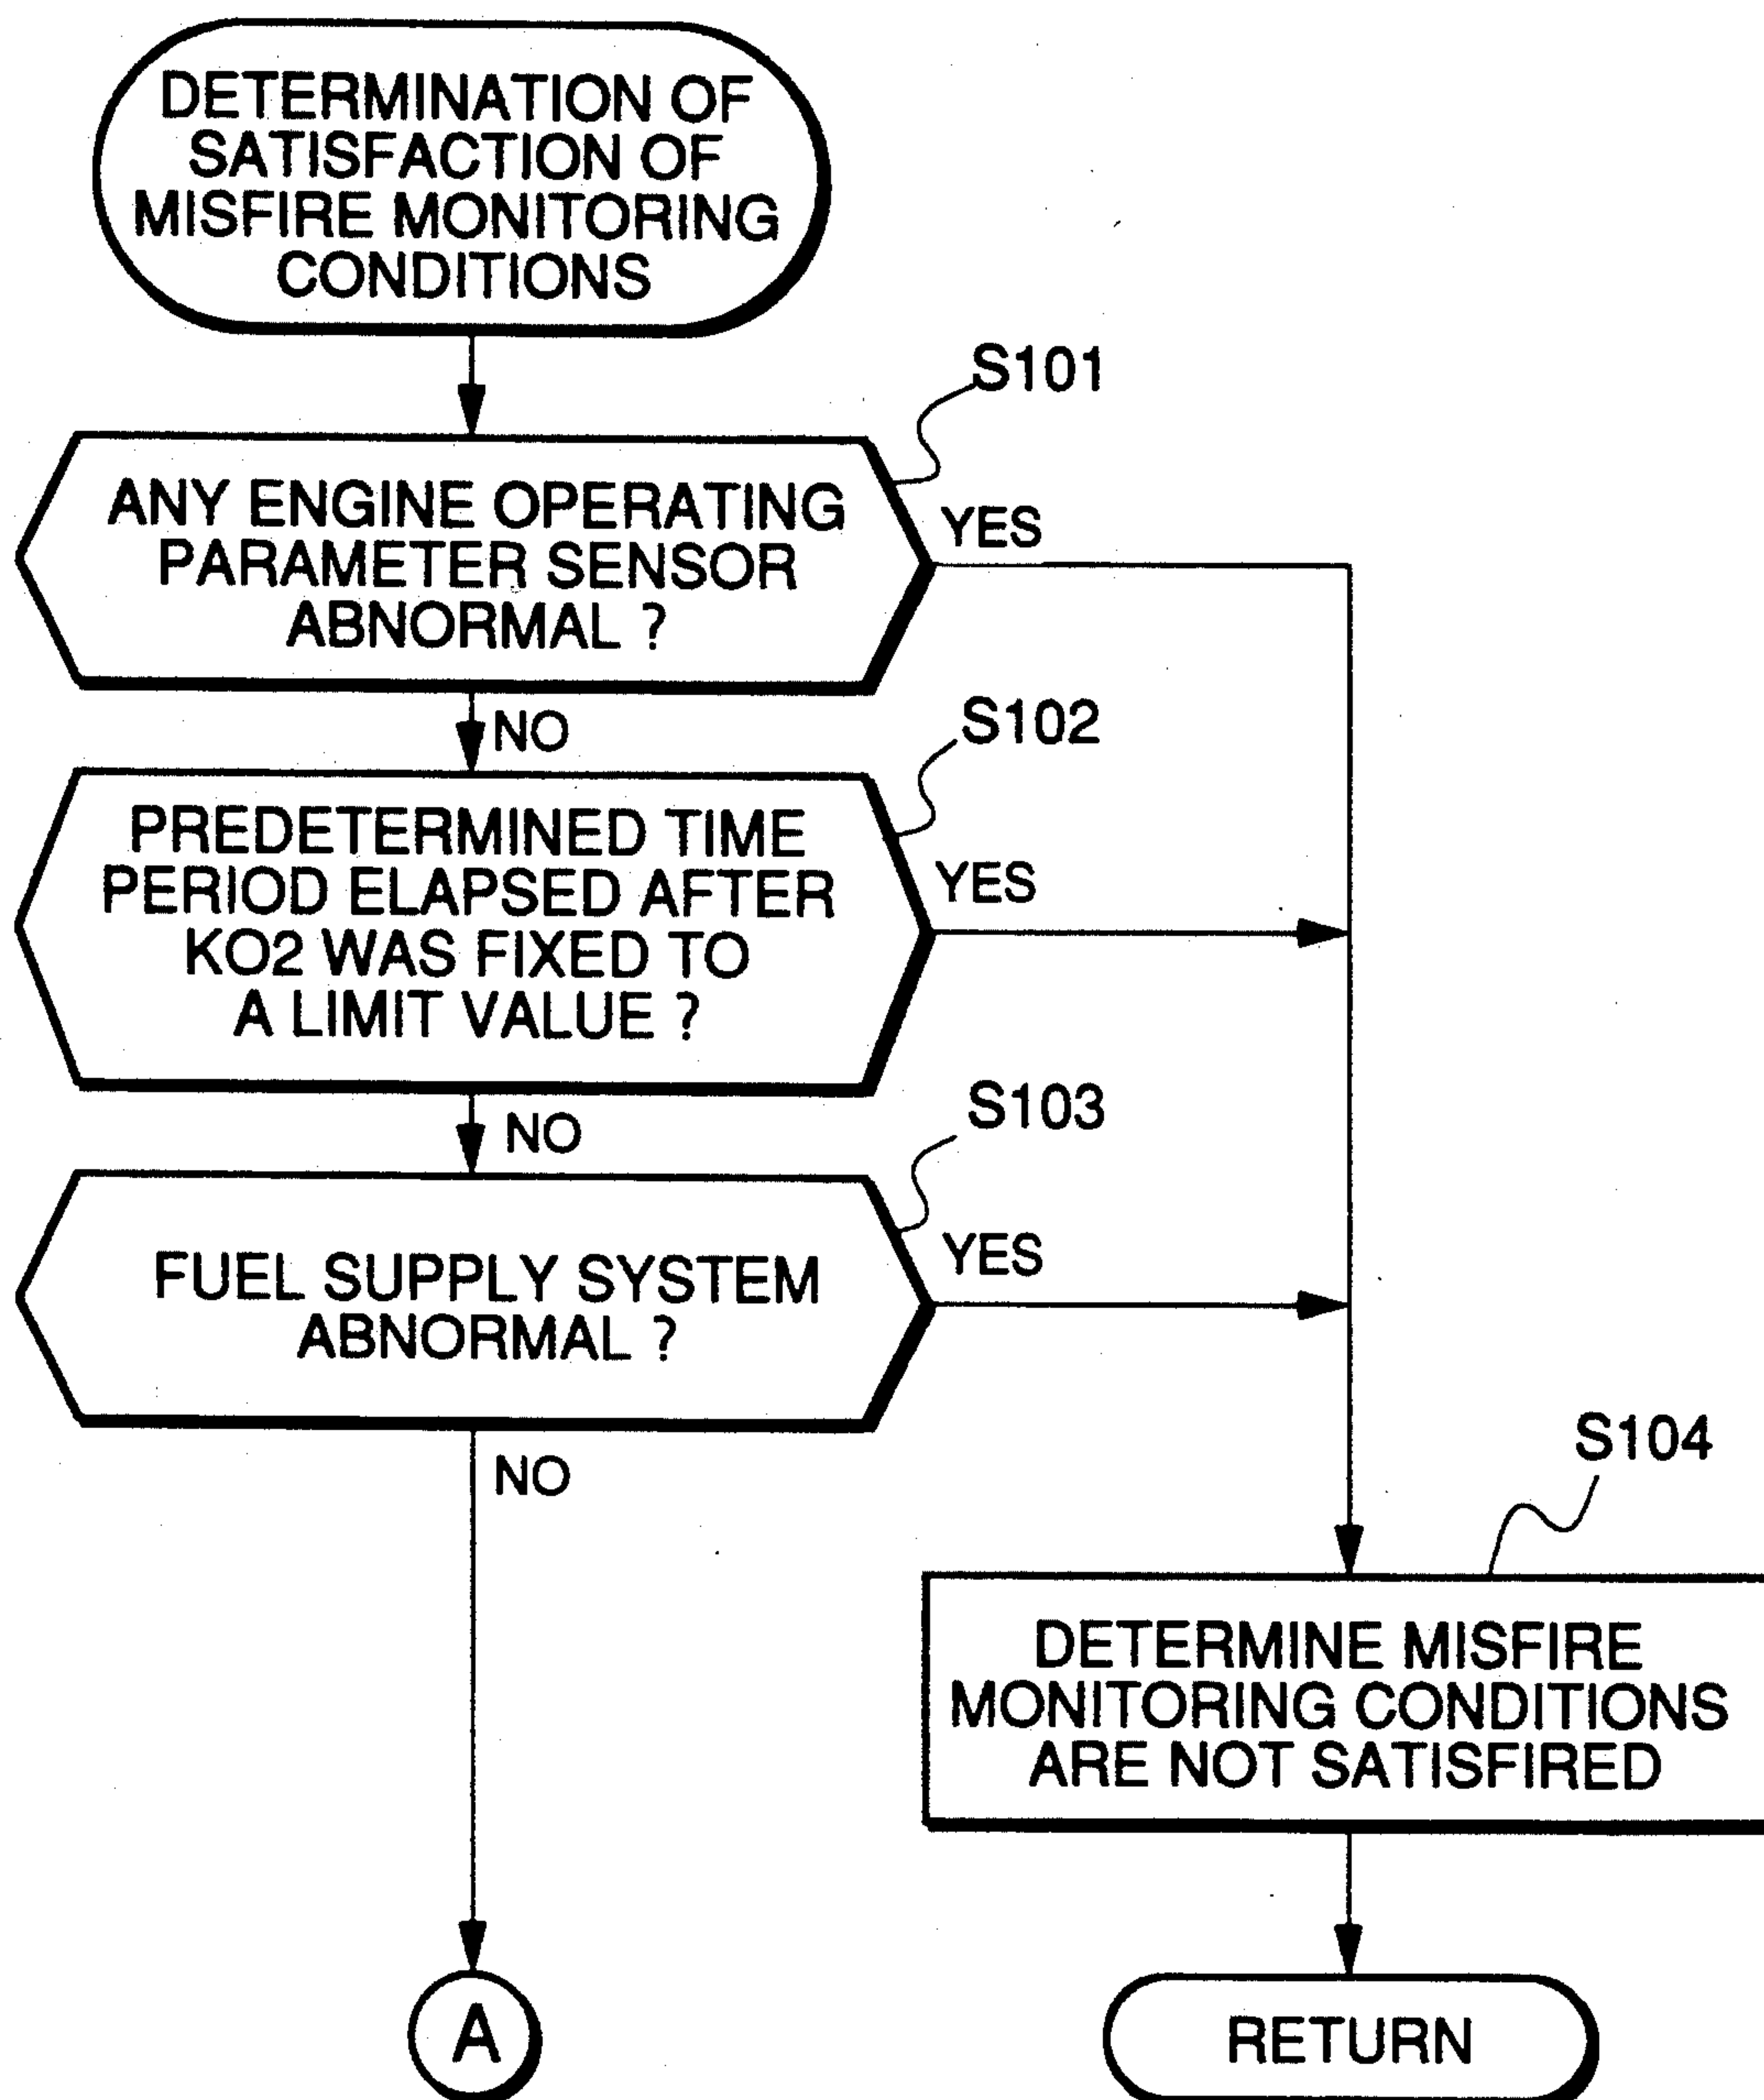 DETERMINATION OF
SATISFACTION OF
MISFIRE MONITORING
CONDITIONS
S101
ANY ENGINE OPERATING
PARAMETER SENSOR
ABNORMAL ?
YES
NO
S102
PREDETERMINED TIME
PERIOD ELAPSED AFTER
KO2 WAS FIXED TO
A LIMIT VALUE ?
YES
NO
S103
FUEL SUPPLY SYSTEM
ABNORMAL ?
YES
NO
S104
DETERMINE MISFIRE
MONITORING CONDITIONS
ARE NOT SATISFIRED
A
RETURN